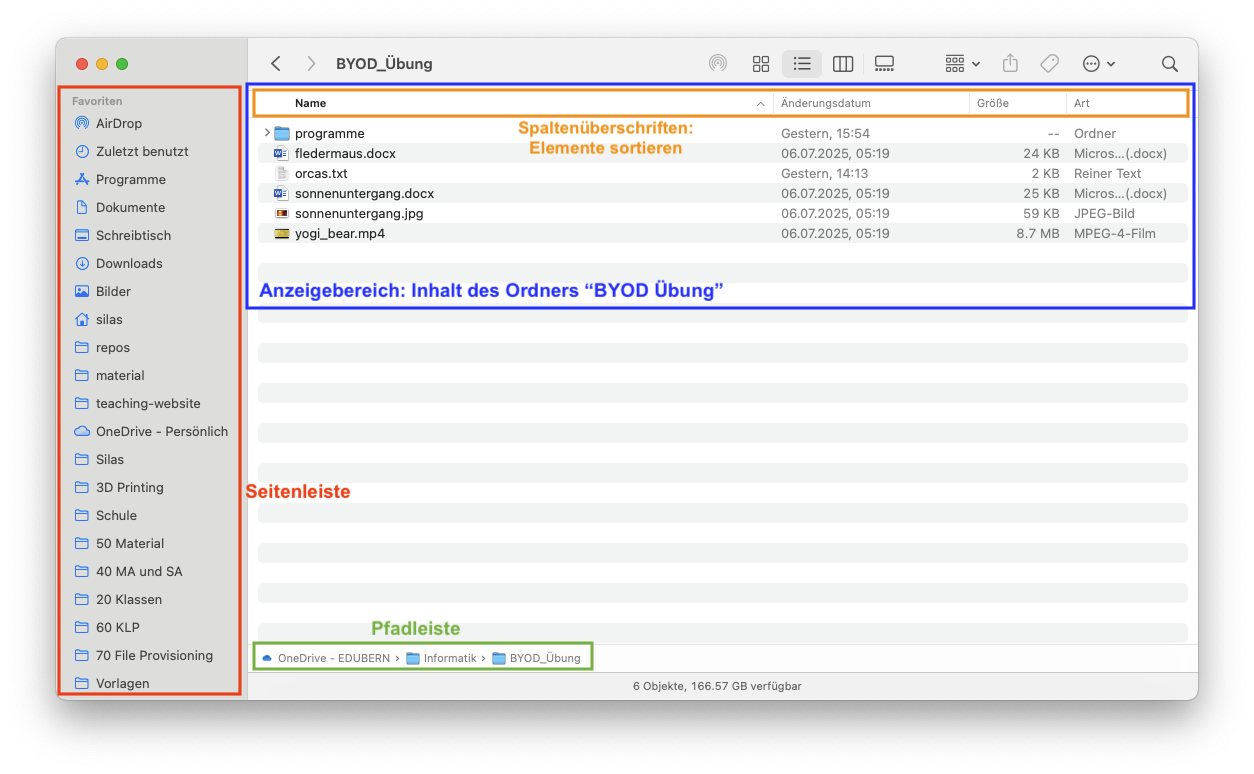 BYOD_Übung
Favoriten
AirDrop
Zuletzt benutzt
Programme
Dokumente
Schreibtisch
Downloads
Bilder
silas
repos
material
teaching-website
OneDrive – Persönlich
Silas
3D Printing
Schule
50 Material
40 MA und SA
20 Klassen
60 KLP
70 File Provisioning
Vorlagen
Seitenleiste
Name Änderungsdatum Größe Art
Spaltenüberschriften:
Elemente sortieren
programme Gestern, 15:54 -- Ordner
fledermaus.docx 06.07.2025, 05:19 24 KB Micros...(.docx)
orcas.txt Gestern, 14:13 2 KB Reiner Text
sonnenuntergang.docx 06.07.2025, 05:19 25 KB Micros...(.docx)
sonnenuntergang.jpg 06.07.2025, 05:19 59 KB JPEG-Bild
yogi_bear.mp4 06.07.2025, 05:19 8.7 MB MPEG-4-Film
Anzeigebereich: Inhalt des Ordners “BYOD Übung”
Pfadleiste
OneDrive – EDUBERN › Informatik › BYOD_Übung
6 Objekte, 166.57 GB verfügbar